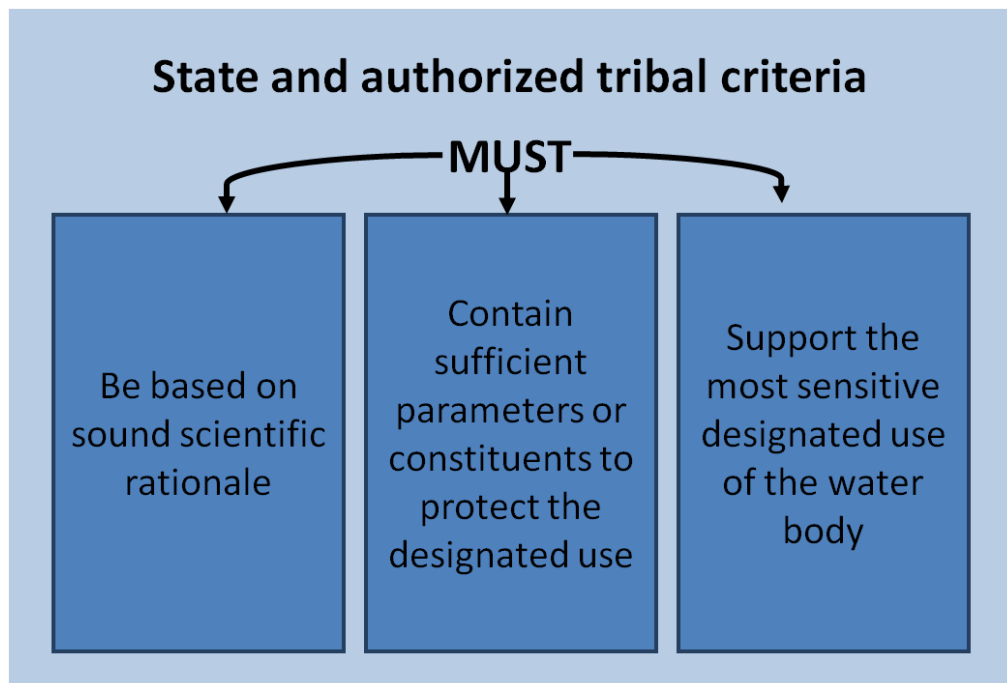 State and authorized tribal criteria
MUST
Be based on
sound scientific
rationale
Contain
sufficient
parameters or
constituents to
protect the
designated use
Support the
most sensitive
designated use
of the water
body